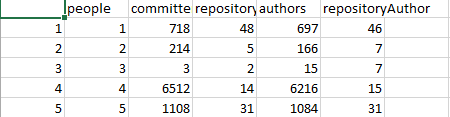 people committe repository authors repositoryAuthor
1 1 718 48 697 46
2 2 214 5 166 7
3 3 3 2 15 7
4 4 6512 14 6216 15
5 5 1108 31 1084 31